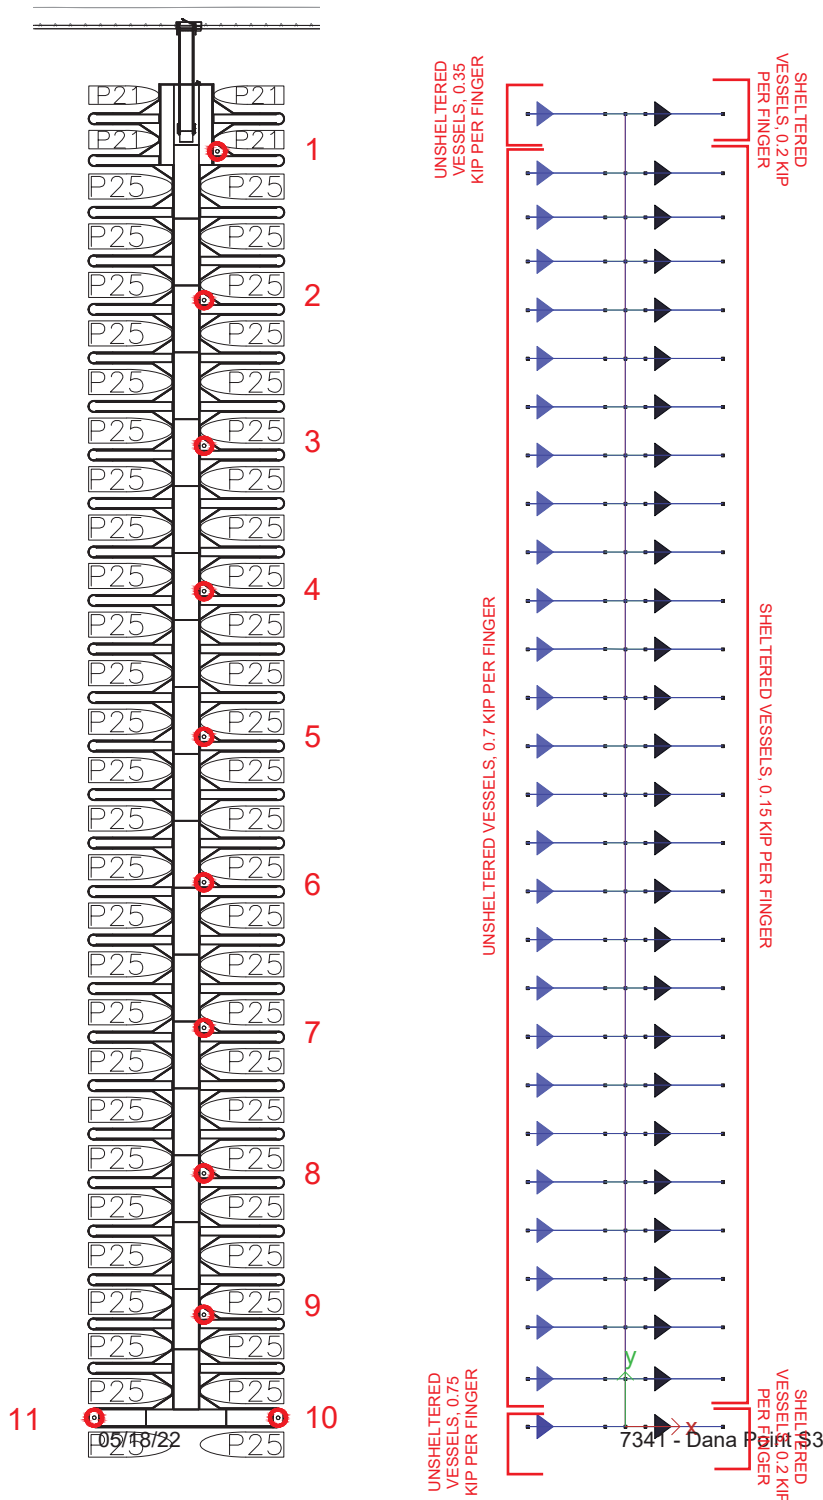 P21 P21
P21 P21
1
P25 P25
P25 P25
P25 P25
2
P25 P25
P25 P25
P25 P25
3
P25 P25
P25 P25
P25 P25
4
P25 P25
P25 P25
P25 P25
5
P25 P25
P25 P25
P25 P25
6
P25 P25
P25 P25
P25 P25
7
P25 P25
P25 P25
P25 P25
8
P25 P25
P25 P25
P25 P25
9
P25 P25
P25 P25
11 10
P25 P25
05/18/22
UNSHELTERED
VESSELS, 0.35
KIP PER FINGER
SHELTERED
VESSELS, 0.2 KIP
PER FINGER
UNSHELTERED VESSELS, 0.7 KIP PER FINGER
SHELTERED VESSELS, 0.15 KIP PER FINGER
y
x
UNSHELTERED
VESSELS, 0.75
KIP PER FINGER
SHELTERED
VESSELS, 0.2 KIP
PER FINGER
7341 - Dana Point S3